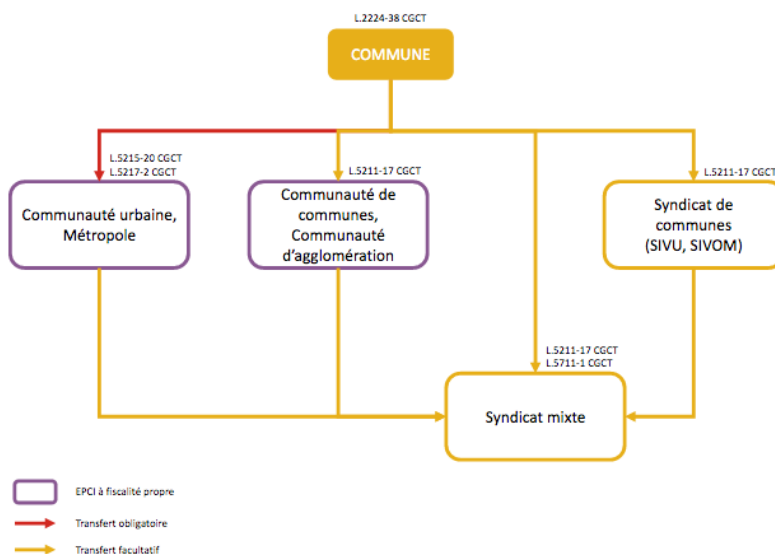 L.2224-38 CGCT
COMMUNE
L.5215-20 CGCT
L.5217-2 CGCT
L.5211-17 CGCT
L.5211-17 CGCT
Communauté urbaine,
Métropole
Communauté de
communes,
Communauté
d'agglomération
Syndicat de
communes
(SIVU, SIVOM)
L.5211-17 CGCT
L.5711-1 CGCT
Syndicat mixte
EPCI à fiscalité propre
Transfert obligatoire
Transfert facultatif